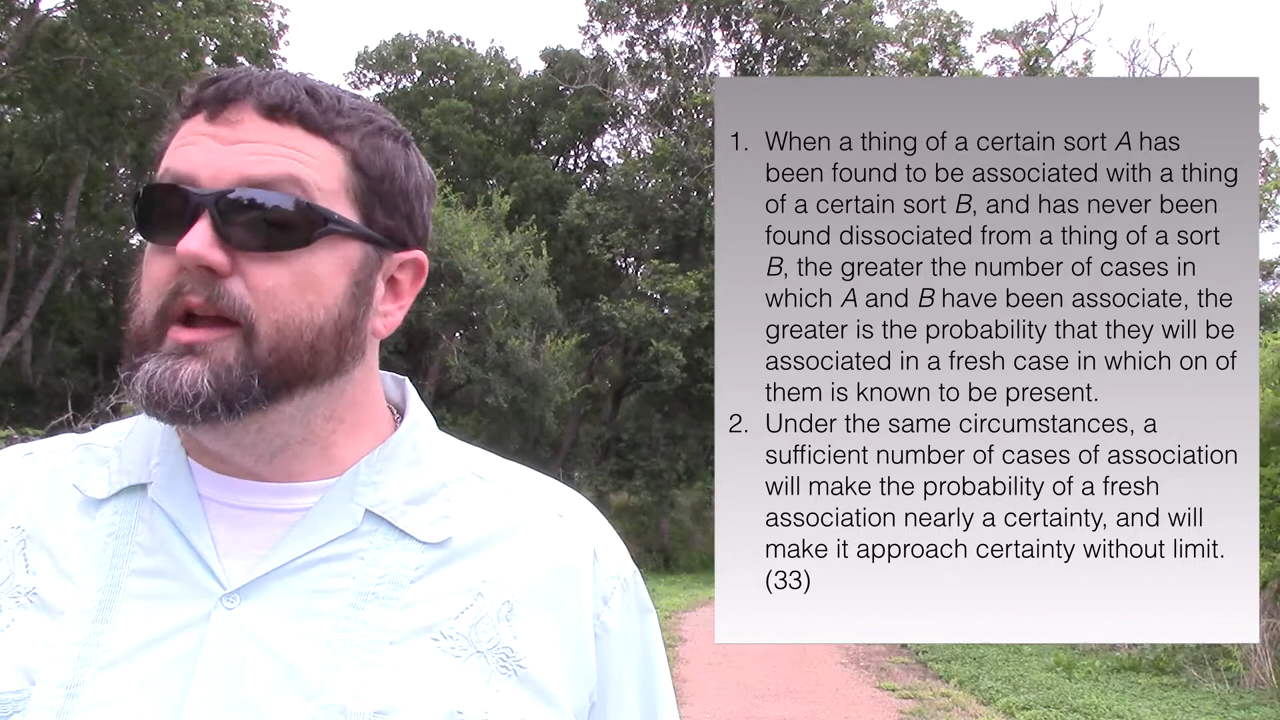 1. When a thing of a certain sort A has
been found to be associated with a thing
of a certain sort B, and has never been
found dissociated from a thing of a sort
B, the greater the number of cases in
which A and B have been associate, the
greater is the probability that they will be
associated in a fresh case in which on of
them is known to be present.
2. Under the same circumstances, a
sufficient number of cases of association
will make the probability of a fresh
association nearly a certainty, and will
make it approach certainty without limit.
(33)